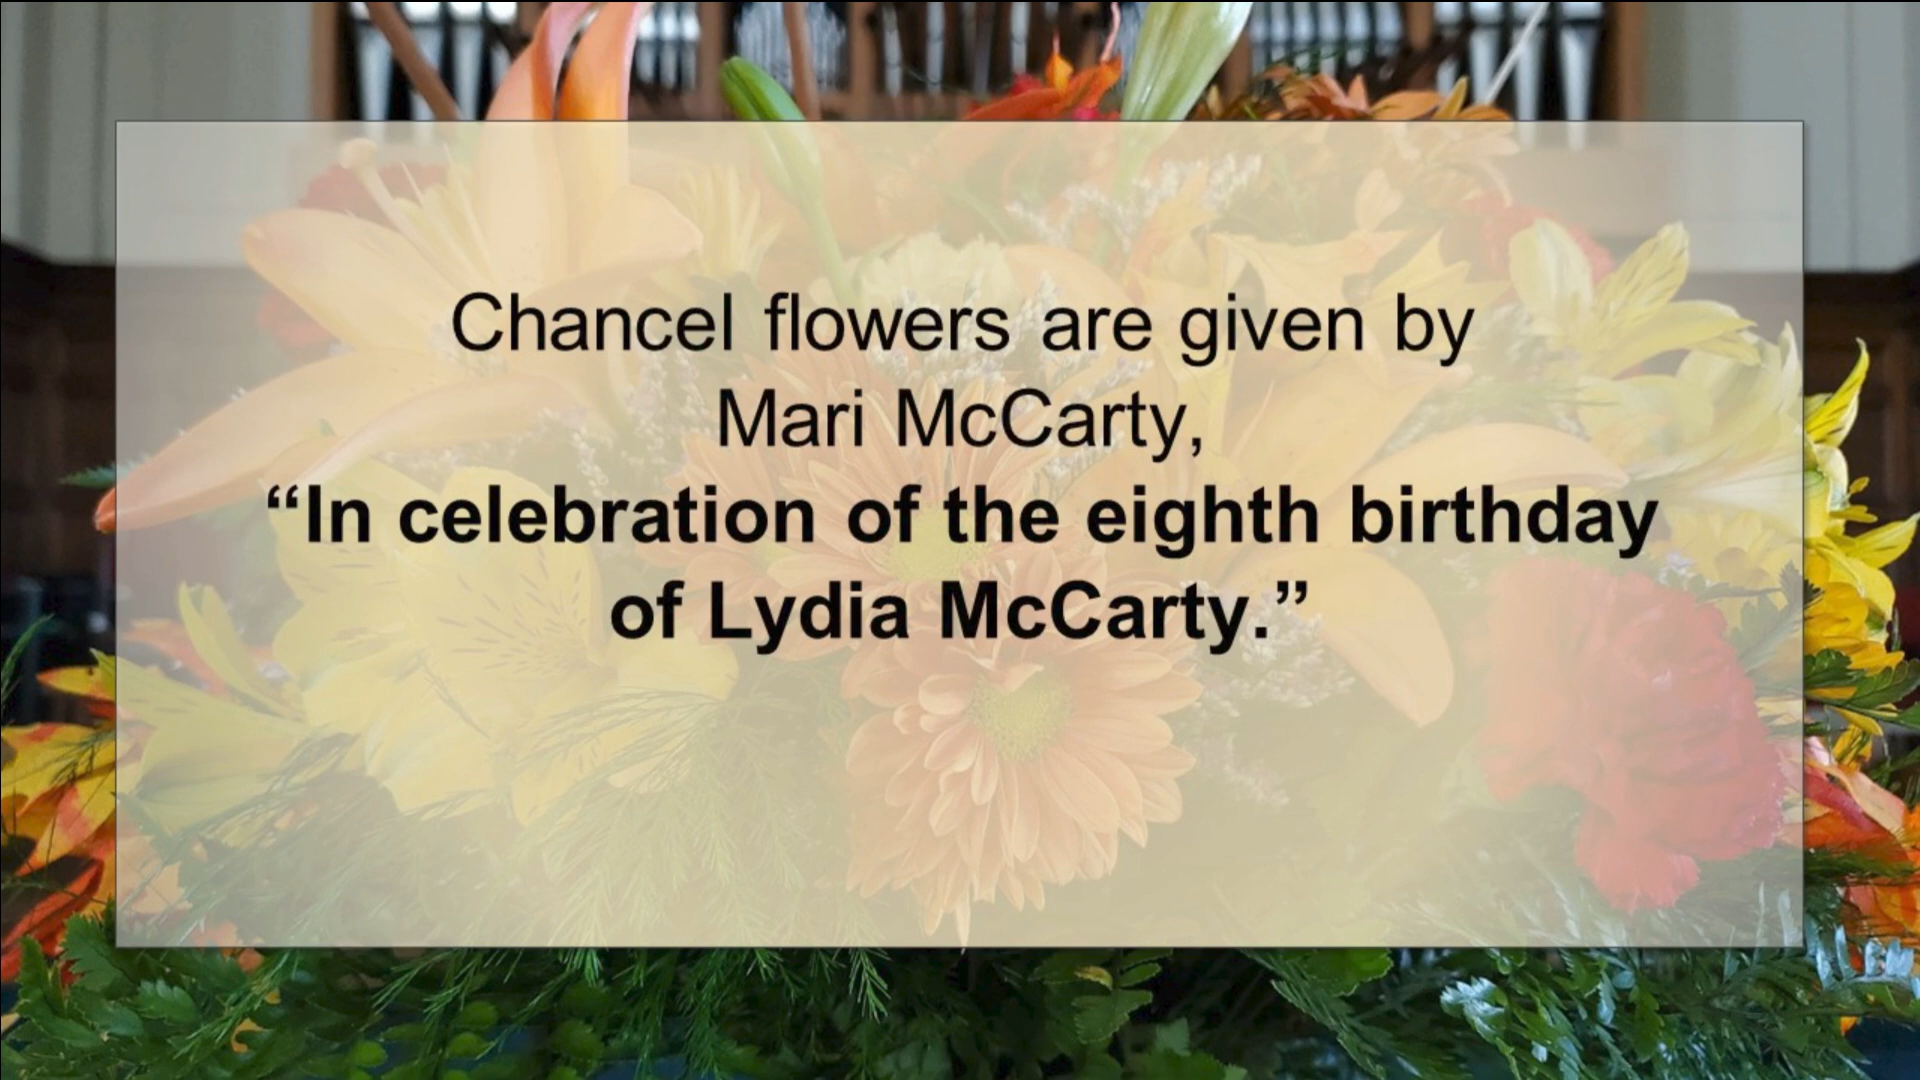 Chancel flowers are given by
Mari McCarty,
“In celebration of the eighth birthday
of Lydia McCarty.”